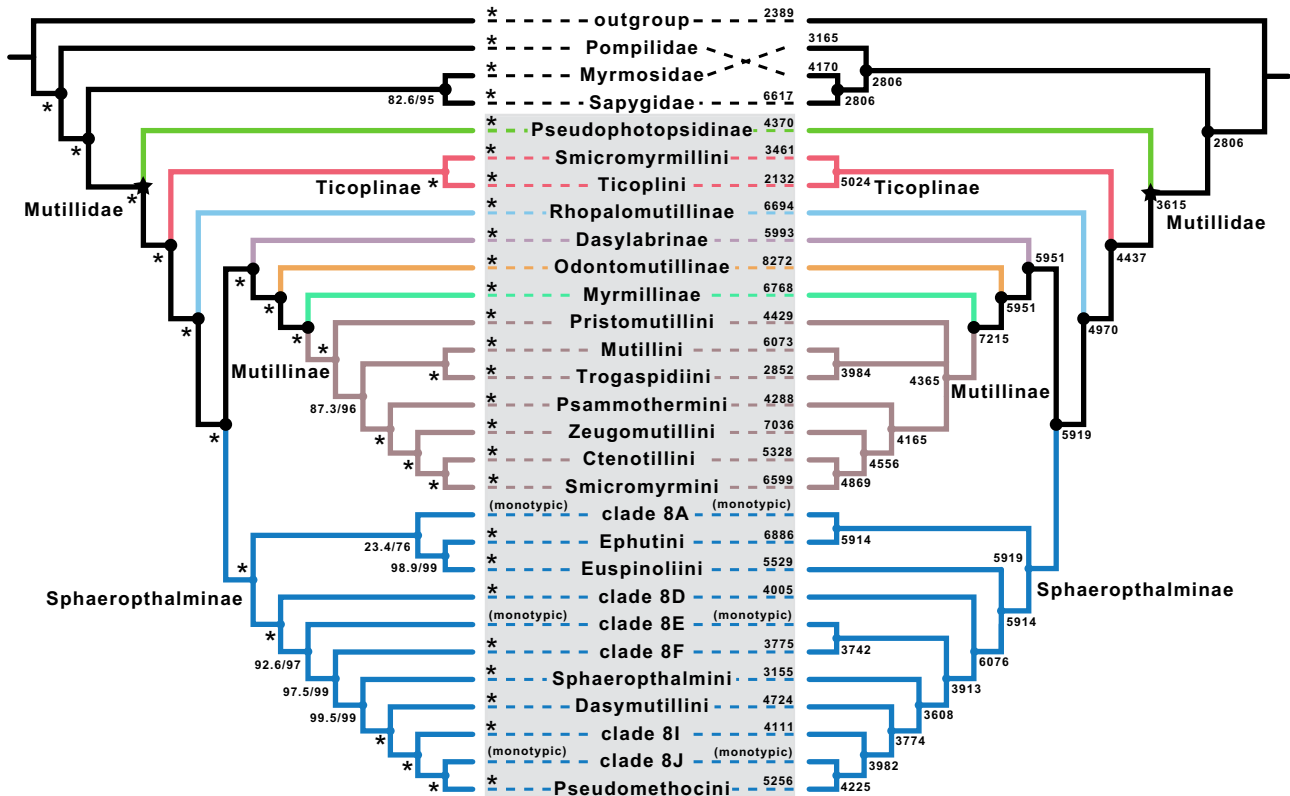 * outgroup 2389
* Pompilidae 3165
* Myrmosidae 4170
2806
* 82.6/95 * Sapygidae 6617 2806
* Pseudophotopsidinae 4370
* 2806
* Smicromyrmillini 3461
Ticoplinae * * Ticoplini 2132 5024 Ticoplinae
* 3615
Mutillidae * Rhopalomutillinae 6694 Mutillidae
* Dasylabrinae 5993
* 5951 4437
* Odontomutillinae 8272
* * Myrmillinae 6768 5951
* * Pristomutillini 4429 4970
* 7215
* Mutillini 6073
Mutillinae * * Trogaspidiini 2852 3984 4365 Mutillinae
87.3/96 * Psammothermini 4288
* * Zeugomutillini 7036 4165 5919
* * Ctenotillini 5328 4556
* * Smicromyrmini 6599 4869
(monotypic) clade 8A (monotypic)
23.4/76 * Ephutini 6886 5914
* 98.9/99 * Euspinoliini 5529 5919
Sphaeropthalminae * clade 8D 4005 Sphaeropthalminae
* (monotypic) clade 8E (monotypic) 5914
92.6/97 * clade 8F 3775 3742 6076
97.5/99 * Sphaeropthalmini 3155 3913
99.5/99 * Dasymutillini 4724 3608
* * clade 8I 4111 3774
* (monotypic) clade 8J (monotypic) 3982
* * Pseudomethocini 5256 4225